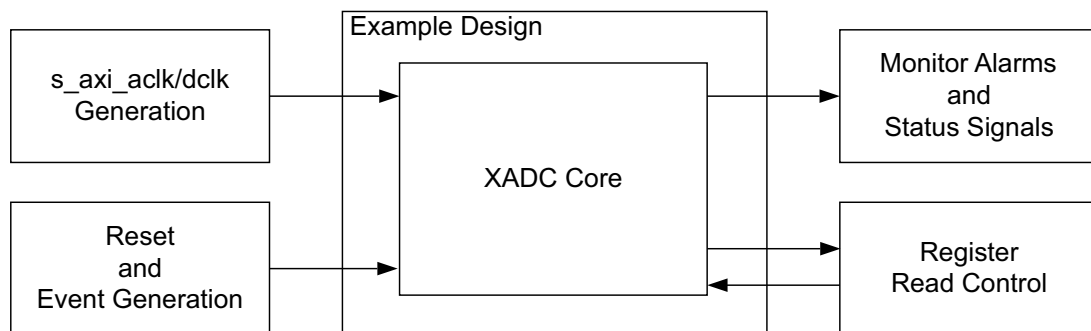 Example Design
s_axi_aclk/dclk
Generation
Monitor Alarms
and
Status Signals
XADC Core
Reset
and
Event Generation
Register
Read Control